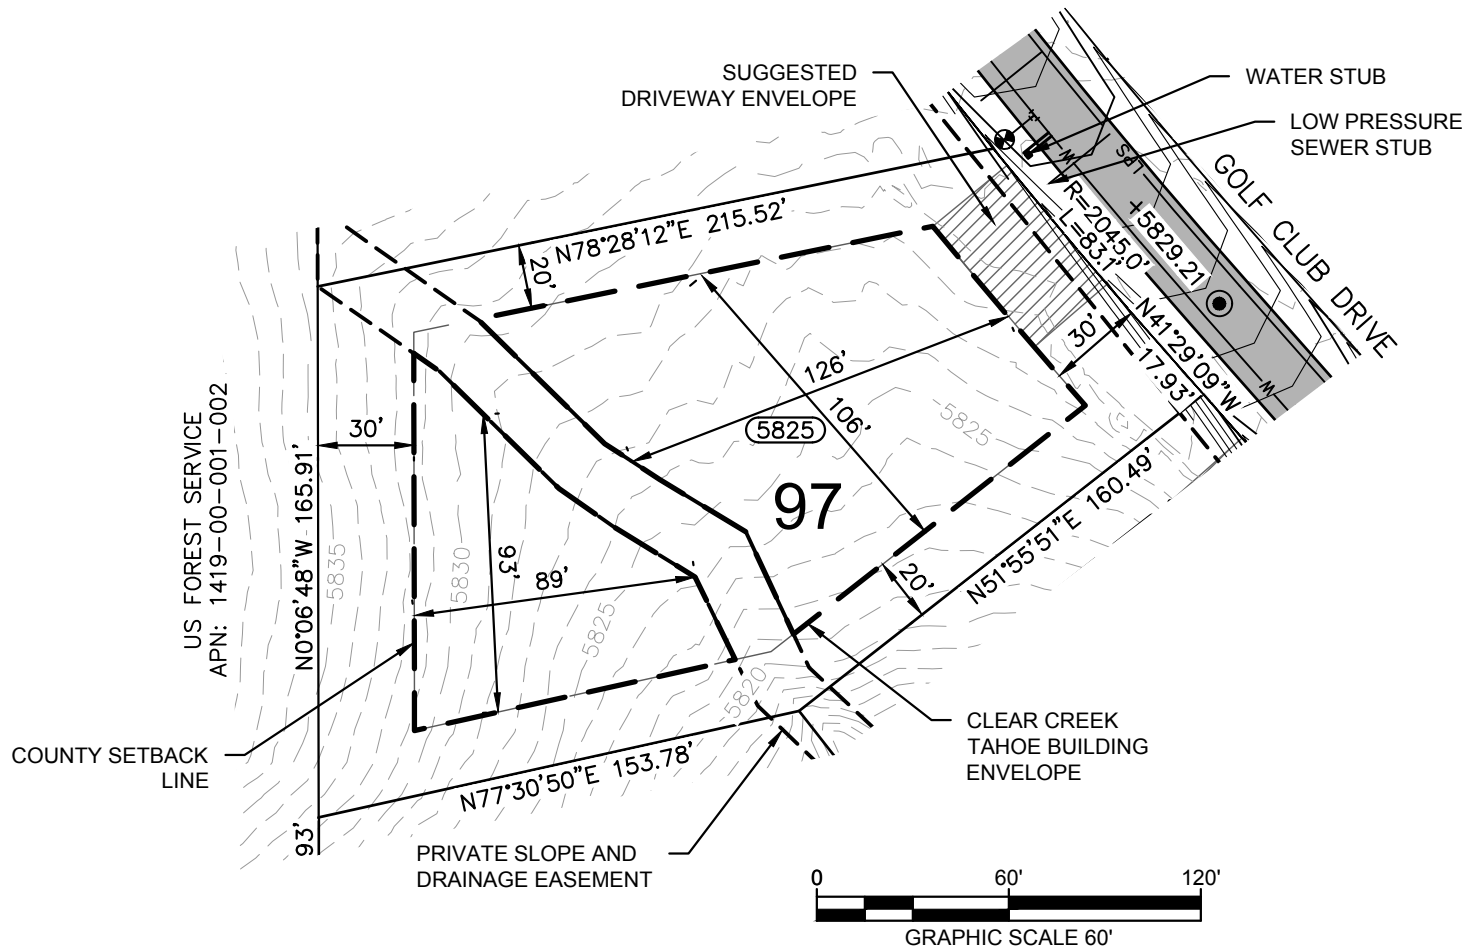 SUGGESTED
DRIVEWAY ENVELOPE
WATER STUB
LOW PRESSURE
SEWER STUB
GOLF CLUB DRIVE
LPS
W
W
+5829.21
R=2045.0'
L=83.1'
N41°29'09"W
17.93'
N78°28'12"E 215.52'
20'
30'
126'
106'
5825
5825
97
US FOREST SERVICE
APN: 1419-00-001-002
30'
N0°06'48"W 165.91'
5835
5830
93'
89'
5825
5820
20'
N51°55'51"E 160.49'
COUNTY SETBACK
LINE
N77°30'50"E 153.78'
93'
CLEAR CREEK
TAHOE BUILDING
ENVELOPE
PRIVATE SLOPE AND
DRAINAGE EASEMENT
0 60' 120'
GRAPHIC SCALE 60'